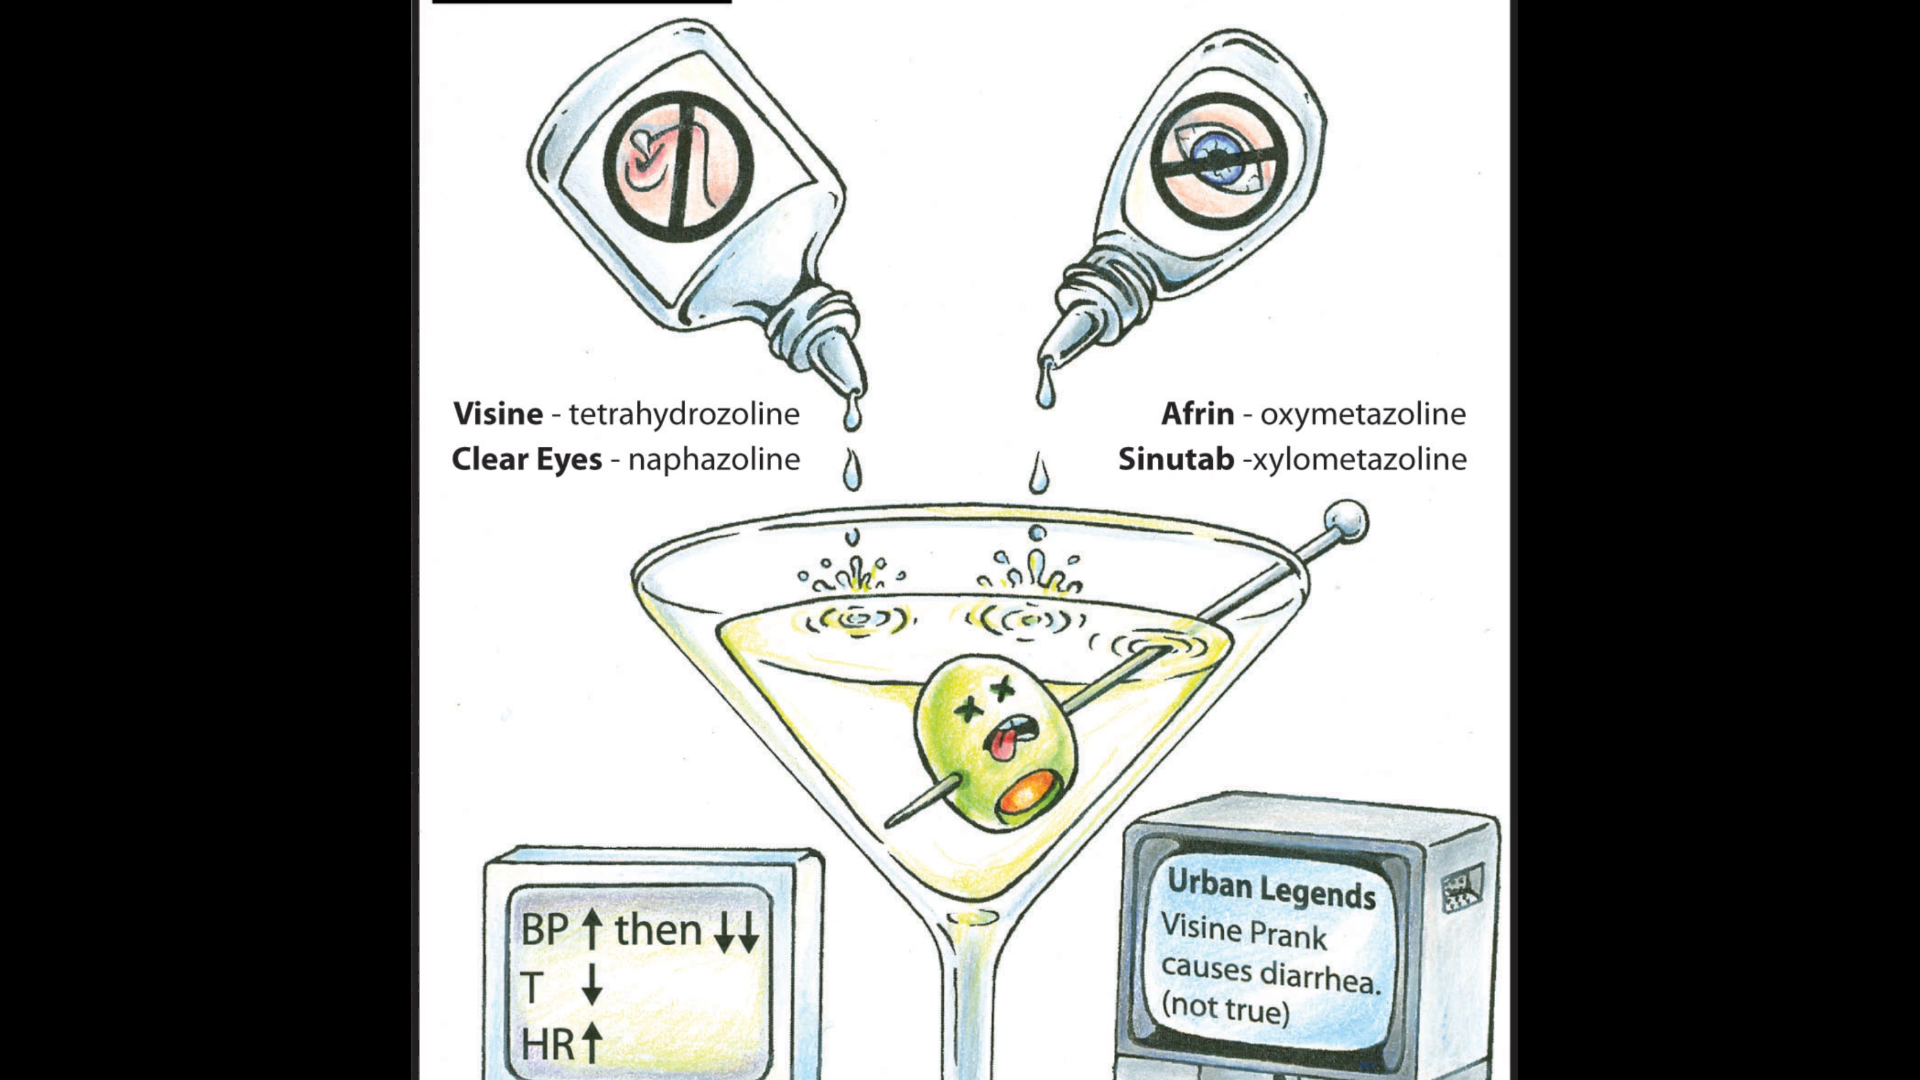 Visine - tetrahydrozoline
Clear Eyes - naphazoline
Afrin - oxymetazoline
Sinutab -xylometazoline
BP ↑ then ↓↓
T ↓
HR ↑
Urban Legends
Visine Prank
causes diarrhea.
(not true)